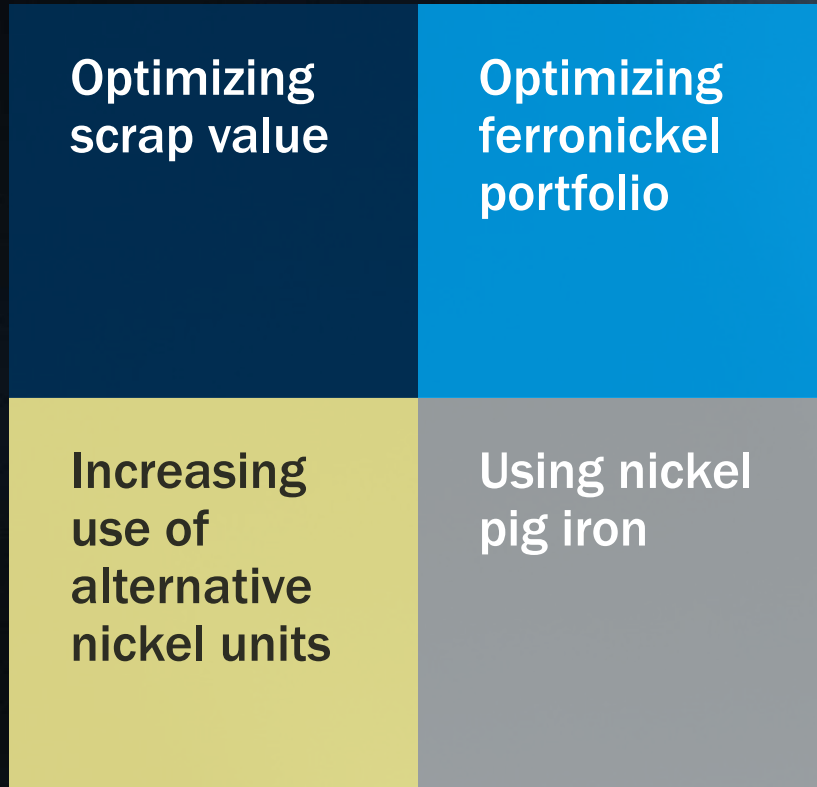 Optimizing
scrap value
Optimizing
ferronickel
portfolio
Increasing
use of
alternative
nickel units
Using nickel
pig iron